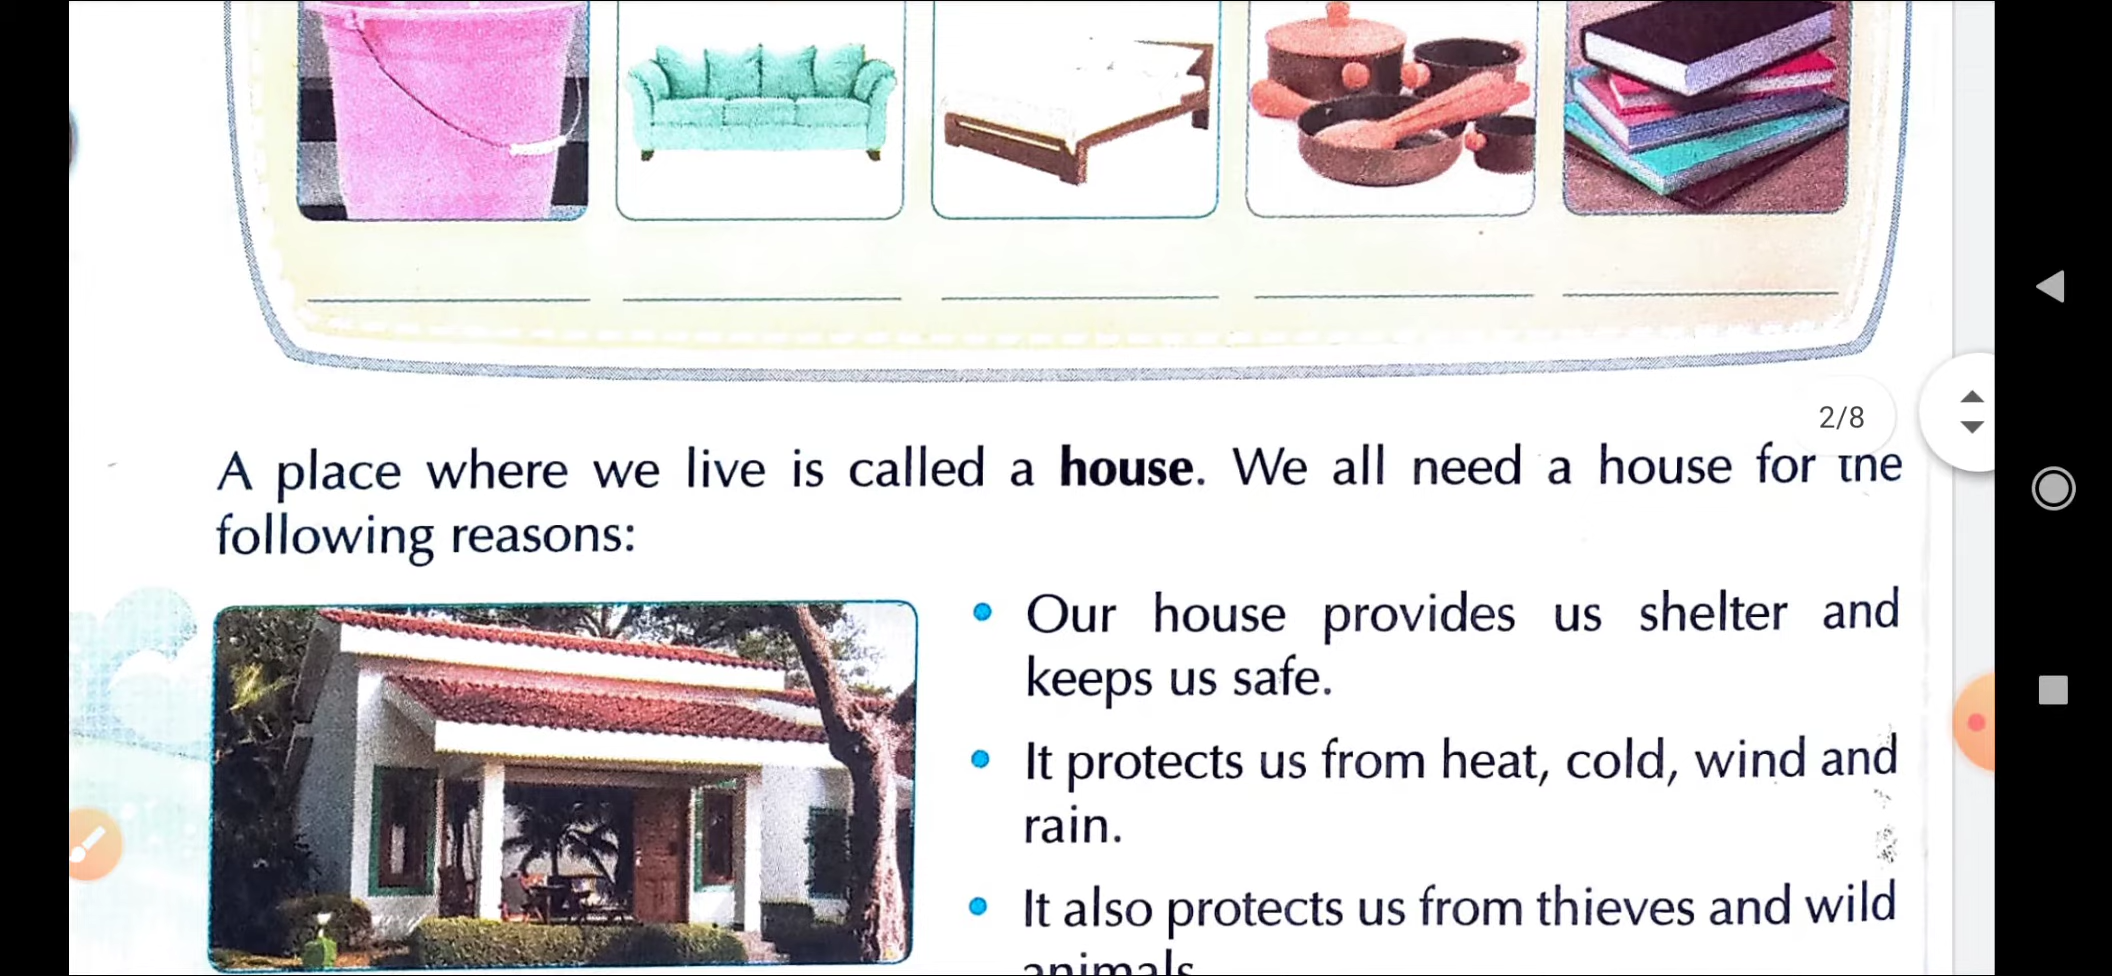 2/8
A place where we live is called a house. We all need a house for the
following reasons:
Our house provides us shelter and
keeps us safe.
It protects us from heat, cold, wind and
rain.
It also protects us from thieves and wild
animals.